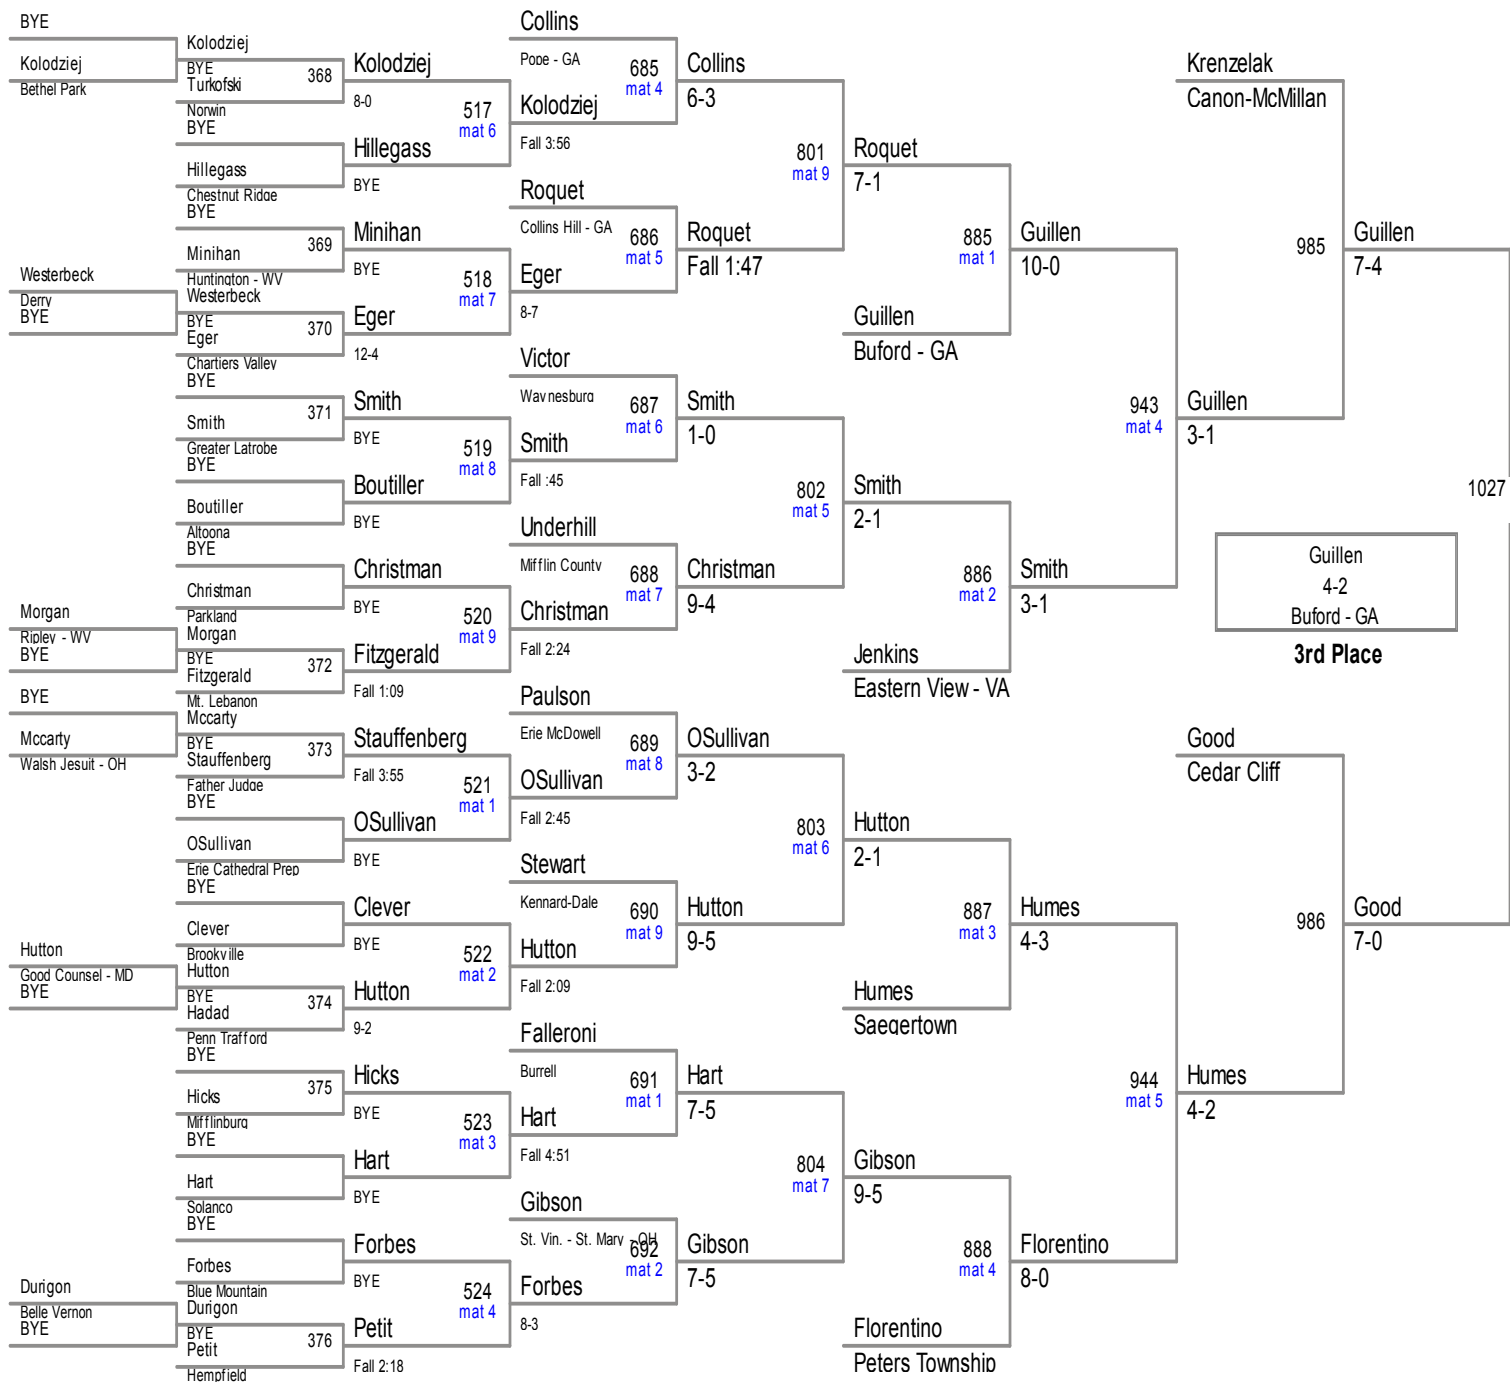 BYE
Kolodziej
Bethel Park
Westerbeck
Derry
BYE
Morgan
Ripley - WV
BYE
BYE
Mccarty
Walsh Jesuit - OH
Hutton
Good Counsel - MD
BYE
Durigon
Belle Vernon
BYE
Kolodziej
BYE
368
Turkofski
Norwin
BYE
Hillegass
Chestnut Ridge
BYE
369
Minihan
Huntington - WV
Westerbeck
BYE
370
Eger
Chartiers Valley
BYE
371
Smith
Greater Latrobe
BYE
Boutiller
Altoona
BYE
Christman
Parkland
Morgan
BYE
372
Fitzgerald
Mt. Lebanon
Mccarty
BYE
373
Stauffenberg
Father Judge
BYE
OSullivan
Erie Cathedral Prep
BYE
Clever
Brookville
Hutton
BYE
374
Hadad
Penn Trafford
BYE
375
Hicks
Mifflinburg
BYE
Hart
Solanco
BYE
Forbes
Blue Mountain
Durigon
BYE
376
Petit
Hempfield
Kolodziej
8-0
517
mat 6
Hillegass
BYE
Minihan
BYE
518
mat 7
Eger
12-4
Smith
BYE
519
mat 8
Boutiller
BYE
Christman
BYE
520
mat 9
Fitzgerald
Fall 1:09
Stauffenberg
Fall 3:55
521
mat 1
OSullivan
BYE
Clever
BYE
522
mat 2
Hutton
9-2
Hicks
BYE
523
mat 3
Hart
BYE
Forbes
BYE
524
mat 4
Petit
Fall 2:18
Collins
Pope - GA
685
mat 4
Kolodziej
Fall 3:56
Roquet
Collins Hill - GA
686
mat 5
Eger
8-7
Victor
Waynesburg
687
mat 6
Smith
Fall :45
Underhill
Mifflin County
688
mat 7
Christman
Fall 2:24
Paulson
Erie McDowell
689
mat 8
OSullivan
Fall 2:45
Stewart
Kennard-Dale
690
mat 9
Hutton
Fall 2:09
Falleroni
Burrell
691
mat 1
Hart
Fall 4:51
Gibson
St. Vin. - St. Mary - OH
692
mat 2
Forbes
8-3
Collins
6-3
801
mat 9
Roquet
Fall 1:47
Smith
1-0
802
mat 5
Christman
9-4
OSullivan
3-2
803
mat 6
Hutton
9-5
Hart
7-5
804
mat 7
Gibson
7-5
Roquet
7-1
885
mat 1
Guillen
Buford - GA
Smith
2-1
886
mat 2
Jenkins
Eastern View - VA
Hutton
2-1
887
mat 3
Humes
Saegertown
Gibson
9-5
888
mat 4
Florentino
Peters Township
Guillen
10-0
943
mat 4
Smith
3-1
Humes
4-3
944
mat 5
Florentino
8-0
Krenzelak
Canon-McMillan
985
Guillen
3-1
Good
Cedar Cliff
986
Humes
4-2
Guillen
7-4
1027
Good
7-0
Guillen
4-2
Buford - GA
3rd Place